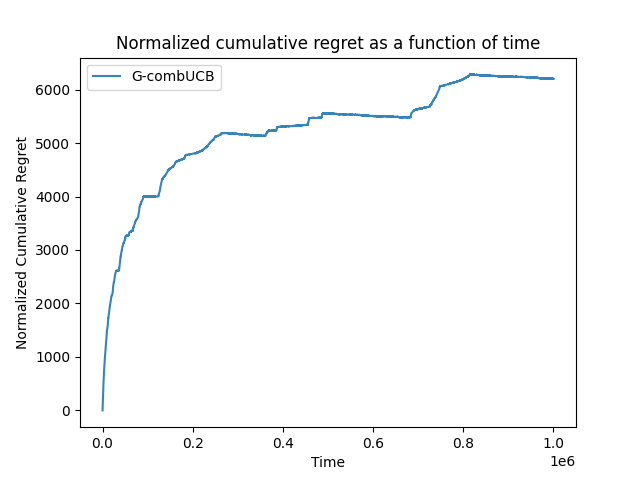 Normalized cumulative regret as a function of time
G-combUCB
Normalized Cumulative Regret
6000
5000
4000
3000
2000
1000
0
0.0 0.2 0.4 0.6 0.8 1.0
1e6
Time